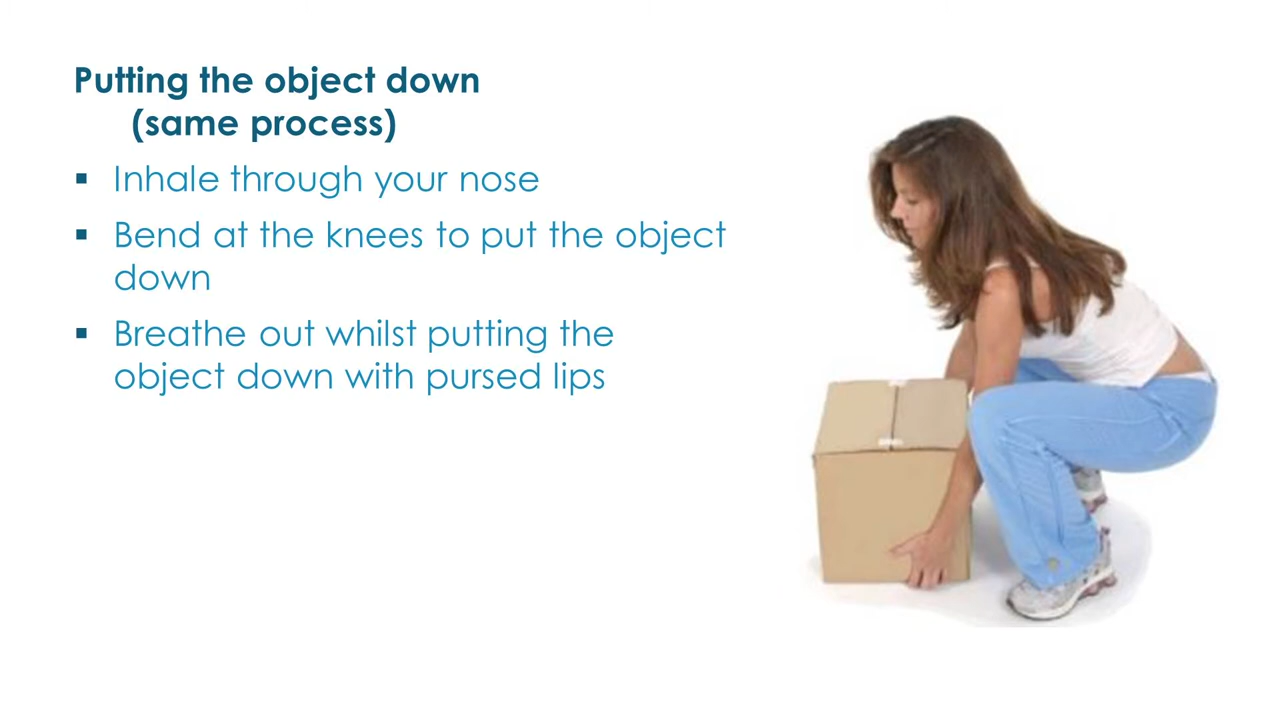 Putting the object down
(same process)
▪ Inhale through your nose
▪ Bend at the knees to put the object
down
▪ Breathe out whilst putting the
object down with pursed lips